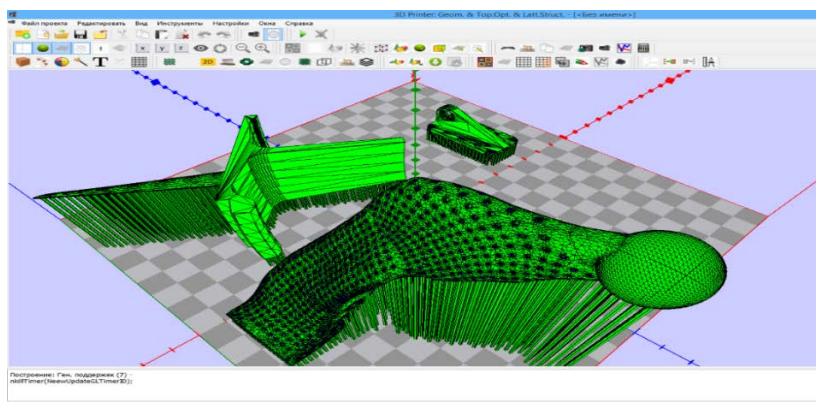 3D Printer: Geom. & Top.Opt. & Latt.Struct. - [<Без имени>]
Файл проекта Редактировать Вид Инструменты Настройки Окна Справка
x y z
T 2D
Построение: Ген. поддержек (7) -
nkillTimer(NeewUpdateGLTimerID);